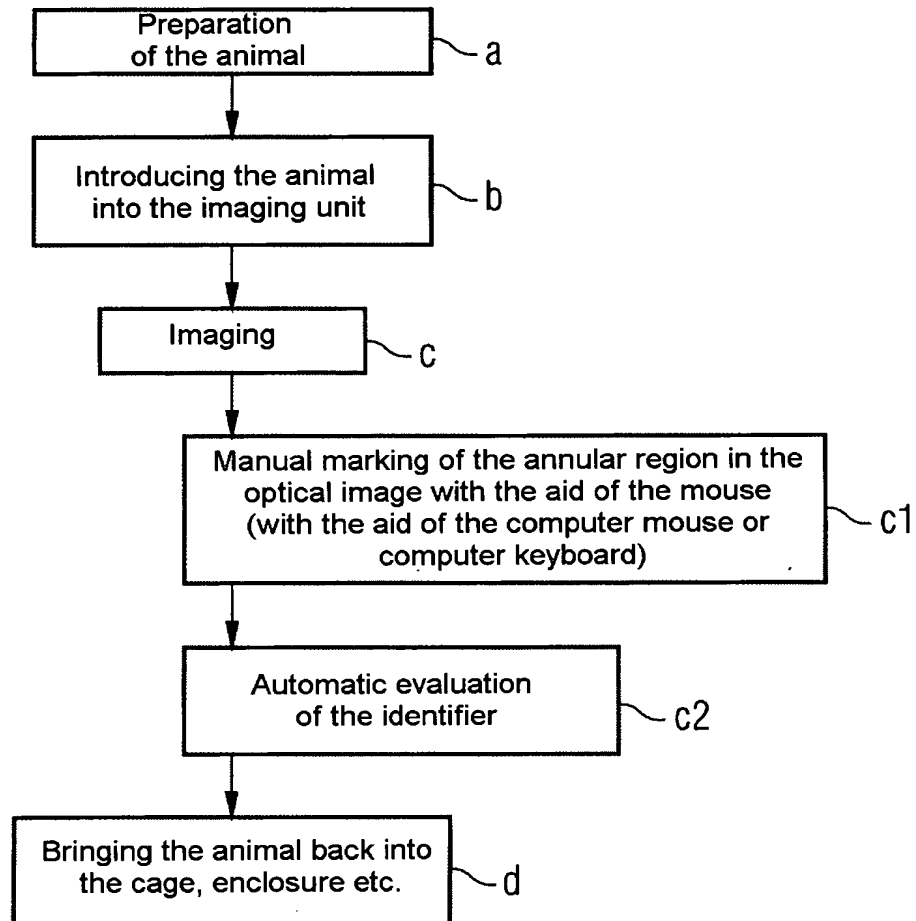 Preparation
of the animal
a
Introducing the animal
into the imaging unit
b
Imaging
c
Manual marking of the annular region in the
optical image with the aid of the mouse
(with the aid of the computer mouse or
computer keyboard)
c1
Automatic evaluation
of the identifier
c2
Bringing the animal back into
the cage, enclosure etc.
d